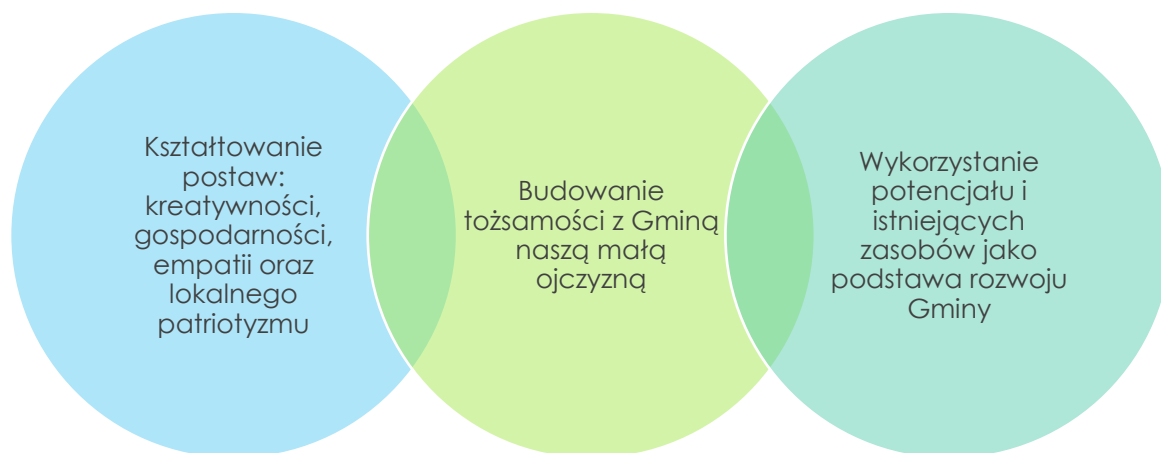 Kształtowanie
postaw:
kreatywności,
gospodarności,
empatii oraz
lokalnego
patriotyzmu
Budowanie
tożsamości z Gminą
naszą małą
ojczyzną
Wykorzystanie
potencjału i
istniejących
zasobów jako
podstawa rozwoju
Gminy